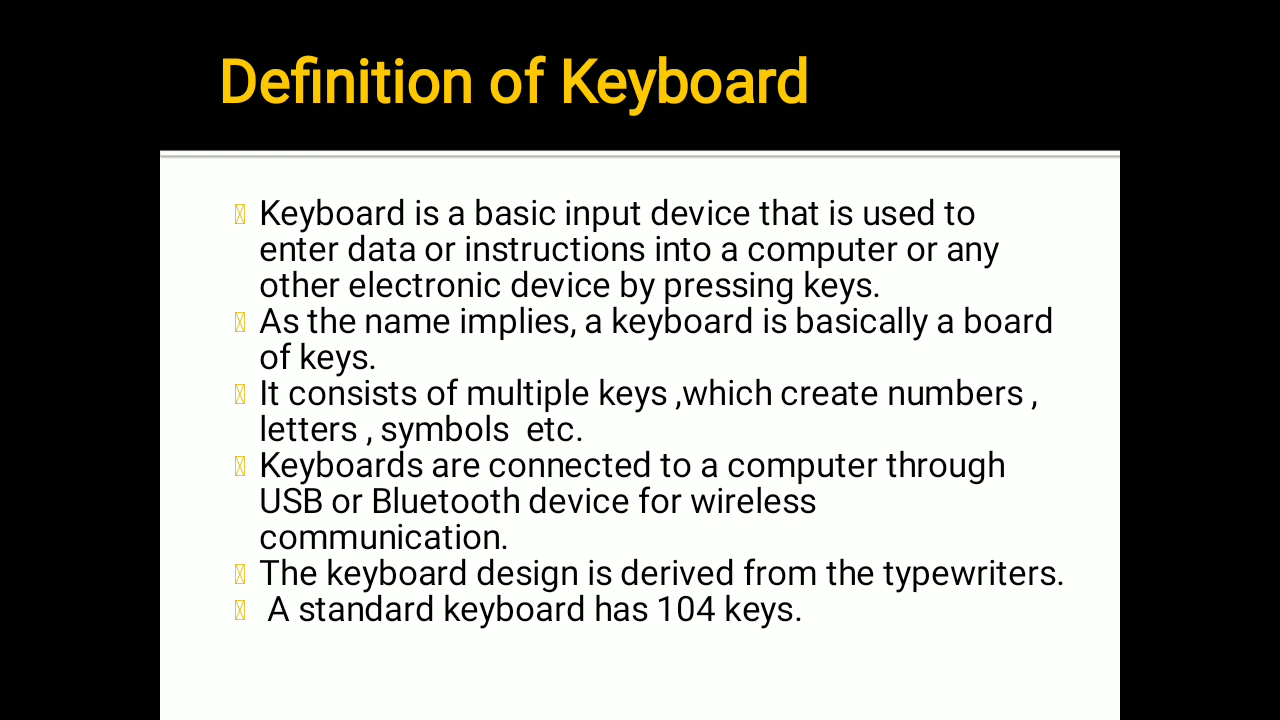 Definition of Keyboard
Keyboard is a basic input device that is used to
enter data or instructions into a computer or any
other electronic device by pressing keys.
As the name implies, a keyboard is basically a board
of keys.
It consists of multiple keys ,which create numbers ,
letters , symbols  etc.
Keyboards are connected to a computer through
USB or Bluetooth device for wireless
communication.
The keyboard design is derived from the typewriters.
A standard keyboard has 104 keys.